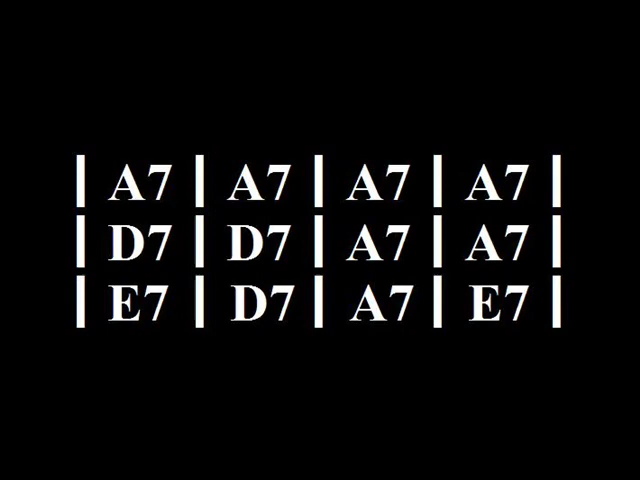 | A7 | A7 | A7 | A7 |
| D7 | D7 | A7 | A7 |
| E7 | D7 | A7 | E7 |